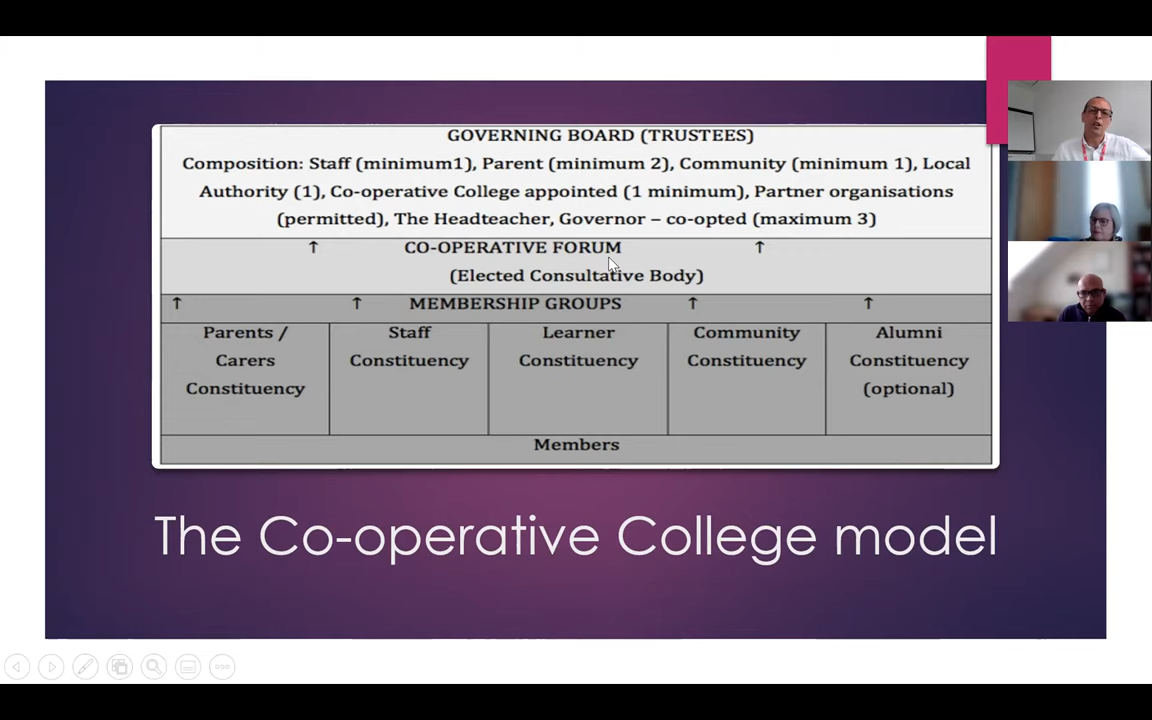 GOVERNING BOARD (TRUSTEES)
Composition: Staff (minimum1), Parent (minimum 2), Community (minimum 1), Local
Authority (1), Co-operative College appointed (1 minimum), Partner organisations
(permitted), The Headteacher, Governor – co-opted (maximum 3)
↑ CO-OPERATIVE FORUM ↑
(Elected Consultative Body)
↑ ↑ MEMBERSHIP GROUPS ↑ ↑
Parents /
Carers
Constituency
Staff
Constituency
Learner
Constituency
Community
Constituency
Alumni
Constituency
(optional)
Members
The Co-operative College model